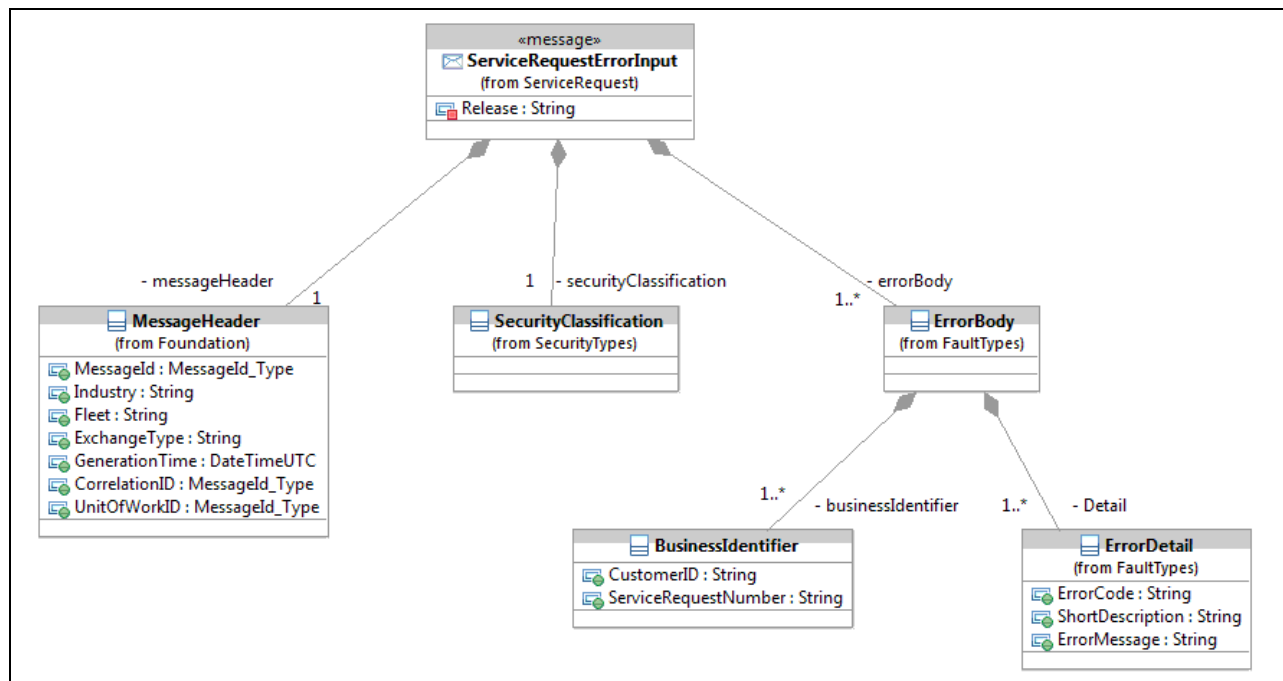 «message»
ServiceRequestErrorInput
(from ServiceRequest)
Release : String
- messageHeader
1
1
- securityClassification
- errorBody
1..*
MessageHeader
(from Foundation)
MessageId : MessageId_Type
Industry : String
Fleet : String
ExchangeType : String
GenerationTime : DateTimeUTC
CorrelationID : MessageId_Type
UnitOfWorkID : MessageId_Type
SecurityClassification
(from SecurityTypes)
ErrorBody
(from FaultTypes)
1..*
- businessIdentifier
1..*
- Detail
BusinessIdentifier
CustomerID : String
ServiceRequestNumber : String
ErrorDetail
(from FaultTypes)
ErrorCode : String
ShortDescription : String
ErrorMessage : String